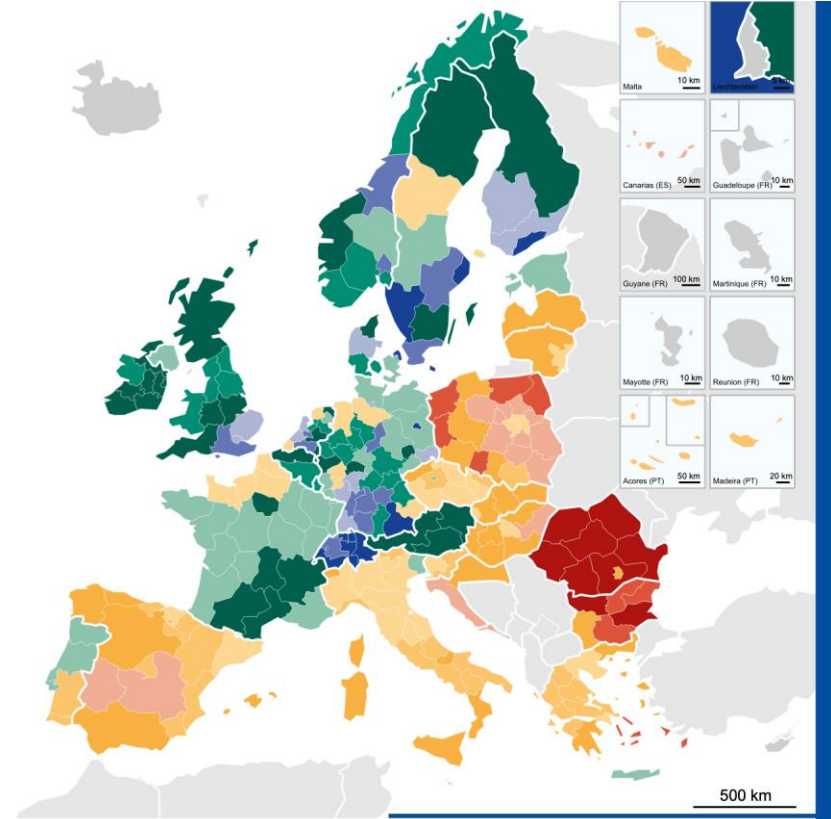 10 km
Malta
5 km
Liechtenstein
50 km
Canarias (ES)
10 km
Guadeloupe (FR)
100 km
Guyane (FR)
10 km
Martinique (FR)
10 km
Mayotte (FR)
10 km
Reunion (FR)
50 km
Acores (PT)
20 km
Madeira (PT)
500 km